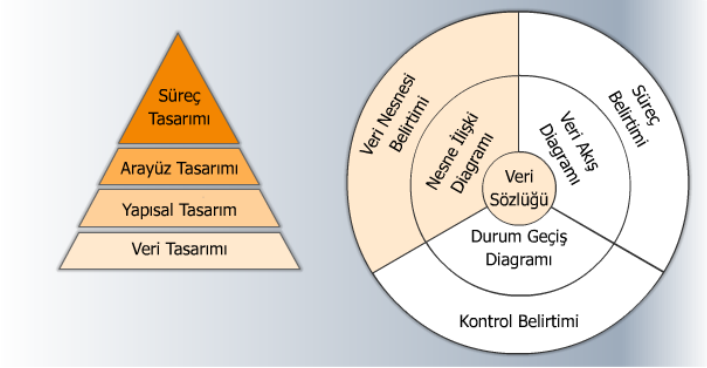 Süreç
Tasarımı
Arayüz Tasarımı
Yapısal Tasarım
Veri Tasarımı
Veri Nesnesi
Belirtimi
Nesne İlişki
Diagramı
Süreç
Belirtimi
Veri Akış
Diagramı
Veri
Sözlüğü
Durum Geçiş
Diagramı
Kontrol Belirtimi